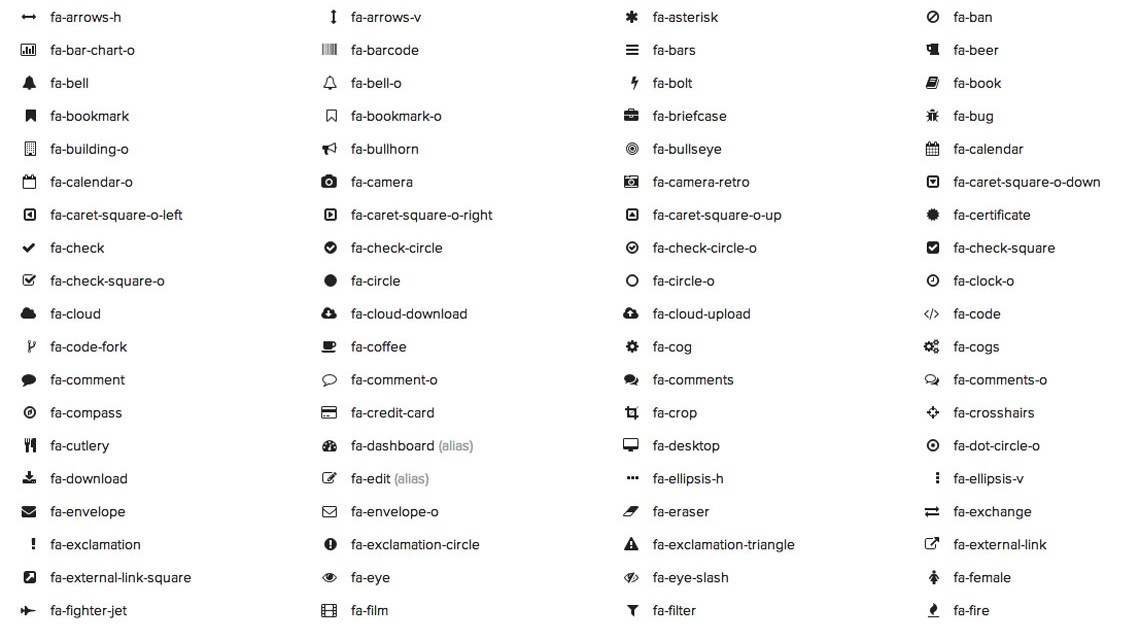 fa-arrows-h fa-arrows-v fa-asterisk fa-ban
fa-bar-chart-o fa-barcode fa-bars fa-beer
fa-bell fa-bell-o fa-bolt fa-book
fa-bookmark fa-bookmark-o fa-briefcase fa-bug
fa-building-o fa-bullhorn fa-bullseye fa-calendar
fa-calendar-o fa-camera fa-camera-retro fa-caret-square-o-down
fa-caret-square-o-left fa-caret-square-o-right fa-caret-square-o-up fa-certificate
fa-check fa-check-circle fa-check-circle-o fa-check-square
fa-check-square-o fa-circle fa-circle-o fa-clock-o
fa-cloud fa-cloud-download fa-cloud-upload fa-code
fa-code-fork fa-coffee fa-cog fa-cogs
fa-comment fa-comment-o fa-comments fa-comments-o
fa-compass fa-credit-card fa-crop fa-crosshairs
fa-cutlery fa-dashboard (alias) fa-desktop fa-dot-circle-o
fa-download fa-edit (alias) fa-ellipsis-h fa-ellipsis-v
fa-envelope fa-envelope-o fa-eraser fa-exchange
fa-exclamation fa-exclamation-circle fa-exclamation-triangle fa-external-link
fa-external-link-square fa-eye fa-eye-slash fa-female
fa-fighter-jet fa-film fa-filter fa-fire